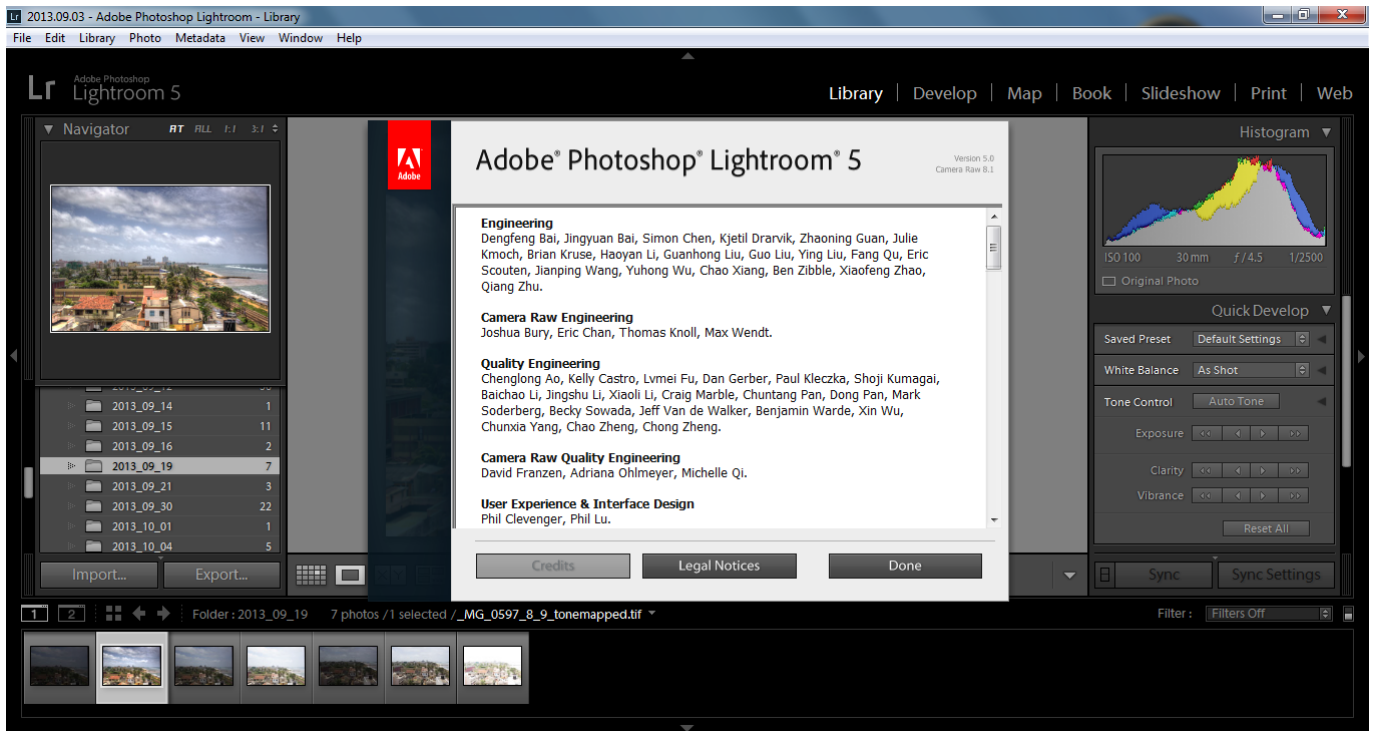 Lr 2013.09.03 - Adobe Photoshop Lightroom - Library
File Edit Library Photo Metadata View Window Help
Lr Adobe Photoshop
Lightroom 5
Library | Develop | Map | Book | Slideshow | Print | Web
Navigator FIT FILL 1:1 3:1
Adobe
Adobe® Photoshop® Lightroom® 5
Version 5.0
Camera Raw 8.1
Engineering
Dengfeng Bai, Jingyuan Bai, Simon Chen, Kjetil Drarvik, Zhaoning Guan, Julie
Kmoch, Brian Kruse, Haoyan Li, Guanhong Liu, Guo Liu, Ying Liu, Fang Qu, Eric
Scouten, Jianping Wang, Yuhong Wu, Chao Xiang, Ben Zibble, Xiaofeng Zhao,
Qiang Zhu.
Camera Raw Engineering
Joshua Bury, Eric Chan, Thomas Knoll, Max Wendt.
Quality Engineering
Chenglong Ao, Kelly Castro, Lvmei Fu, Dan Gerber, Paul Kleczka, Shoji Kumagai,
Baichao Li, Jingshu Li, Xiaoli Li, Craig Marble, Chuntang Pan, Dong Pan, Mark
Soderberg, Becky Sowada, Jeff Van de Walker, Benjamin Warde, Xin Wu,
Chunxia Yang, Chao Zheng, Chong Zheng.
Camera Raw Quality Engineering
David Franzen, Adriana Ohlmeyer, Michelle Qi.
User Experience & Interface Design
Phil Clevenger, Phil Lu.
Credits Legal Notices Done
Histogram
ISO 100 30 mm f / 4.5 1/2500
Original Photo
Quick Develop
Saved Preset Default Settings
White Balance As Shot
Tone Control Auto Tone
Exposure
Clarity
Vibrance
Reset All
Sync Sync Settings
2013_09_12 36
2013_09_14 1
2013_09_15 11
2013_09_16 2
2013_09_19 7
2013_09_21 3
2013_09_30 22
2013_10_01 1
2013_10_04 5
Import... Export...
1 2 Folder : 2013_09_19 7 photos / 1 selected / _MG_0597_8_9_tonemapped.tif
Filter : Filters Off